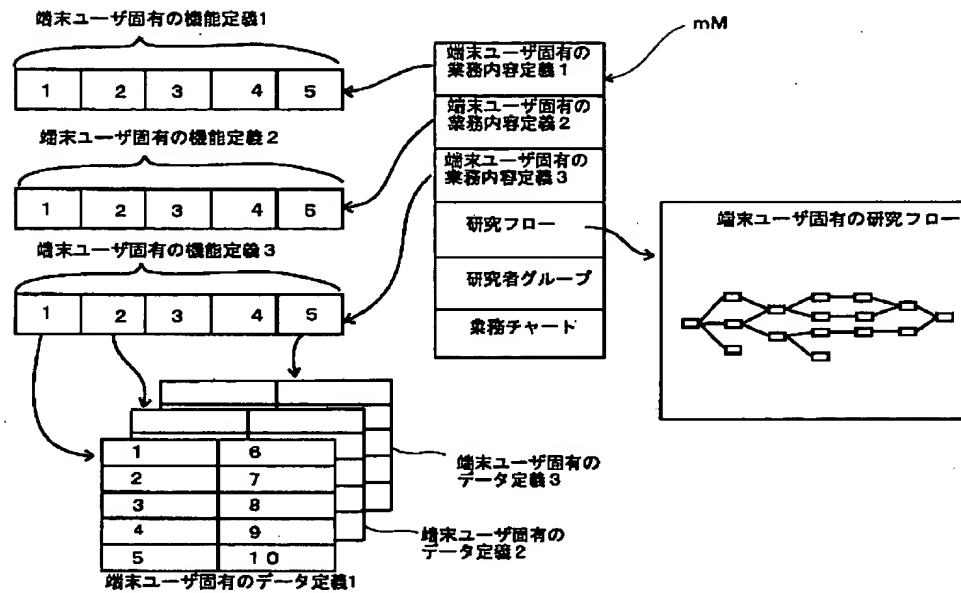 端末ユーザ固有の機能定義1
1 2 3 4 5
端末ユーザ固有の機能定義2
1 2 3 4 5
端末ユーザ固有の機能定義3
1 2 3 4 5
mM
端末ユーザ固有の
業務内容定義1
端末ユーザ固有の
業務内容定義2
端末ユーザ固有の
業務内容定義3
研究フロー
研究者グループ
業務チャート
端末ユーザ固有の研究フロー
1 6
2 7
3 8
4 9
5 10
端末ユーザ固有のデータ定義1
端末ユーザ固有の
データ定義3
端末ユーザ固有の
データ定義2